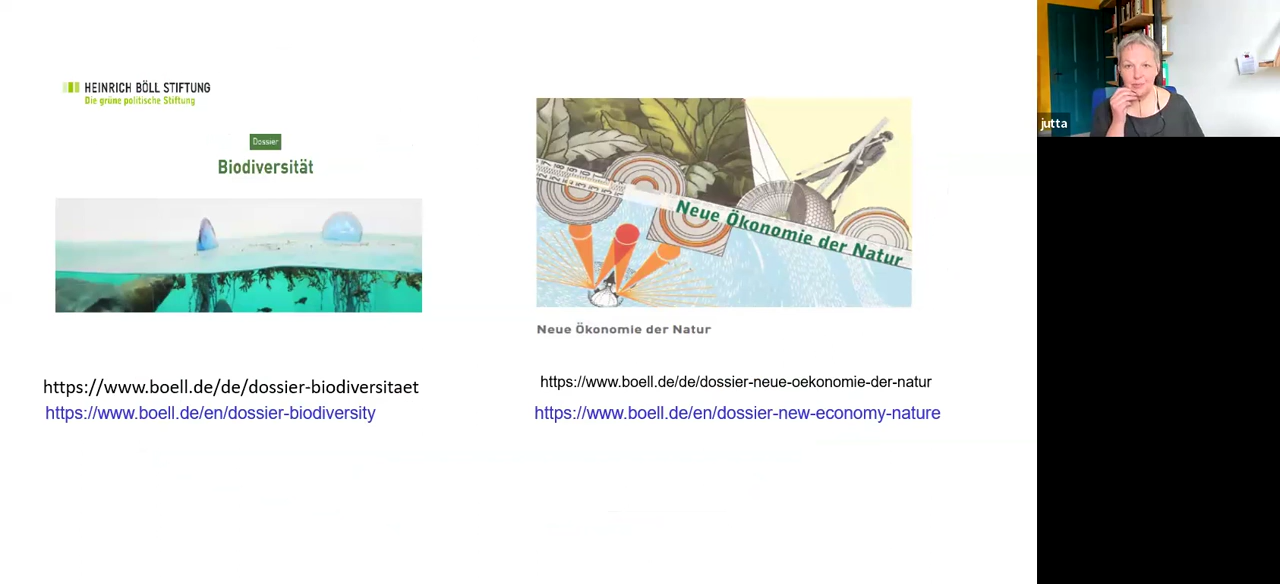 HEINRICH BÖLL STIFTUNG
Die grüne politische Stiftung
Dossier
Biodiversität
https://www.boell.de/de/dossier-biodiversitaet
https://www.boell.de/en/dossier-biodiversity
Neue Ökonomie der Natur
Neue Ökonomie der Natur
https://www.boell.de/de/dossier-neue-oekonomie-der-natur
https://www.boell.de/en/dossier-new-economy-nature
jutta